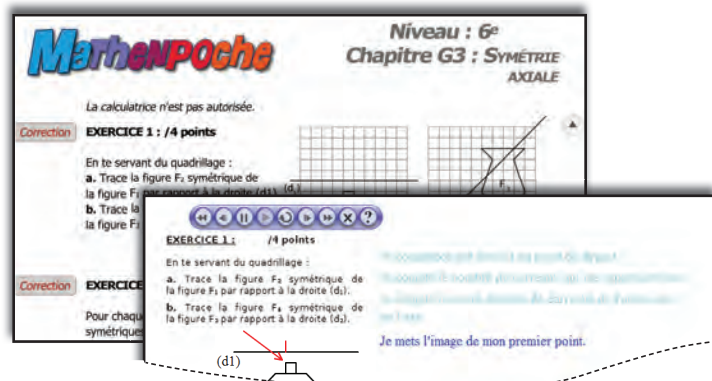 MathenPoche
Niveau : 6e
Chapitre G3 : SYMÉTRIE
AXIALE
La calculatrice n'est pas autorisée.
Correction
EXERCICE 1 : /4 points
En te servant du quadrillage :
a. Trace la figure F₂ symétrique de
la figure F₁ par rapport à la droite (d1).
b. Trace la
la figure F₃
(d₁)
F₃
Correction
EXERCICE
Pour chaqu
symétriques
EXERCICE 1 : /4 points
En te servant du quadrillage :
a. Trace la figure F₂ symétrique de
la figure F₁ par rapport à la droite (d₁).
b. Trace la figure F₄ symétrique de
la figure F₃ par rapport à la droite (d₂).
(d1)
Je mets l'image de mon premier point.